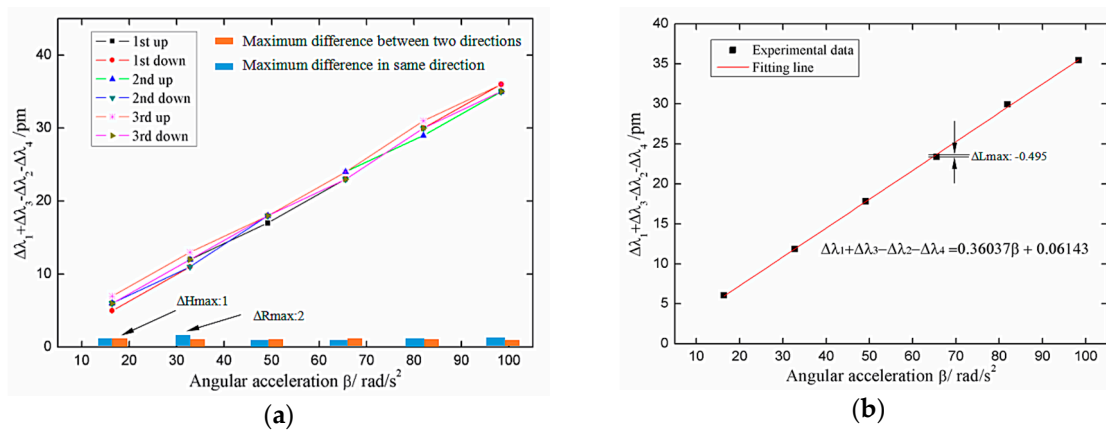 1st up
1st down
2nd up
2nd down
3rd up
3rd down
Maximum difference between two directions
Maximum difference in same direction
40
30
20
10
0
Δλ₁+Δλ₃-Δλ₂-Δλ₄ /pm
ΔHmax:1
ΔRmax:2
10 20 30 40 50 60 70 80 90 100
Angular acceleration β/ rad/s²
(a)
Experimental data
Fitting line
40
35
30
25
20
15
10
5
0
Δλ₁+Δλ₃-Δλ₂-Δλ₄ /pm
ΔLmax: -0.495
Δλ₁+Δλ₃−Δλ₂−Δλ₄ =0.36037β + 0.06143
10 20 30 40 50 60 70 80 90 100
Angular acceleration β/ rad/s²
(b)